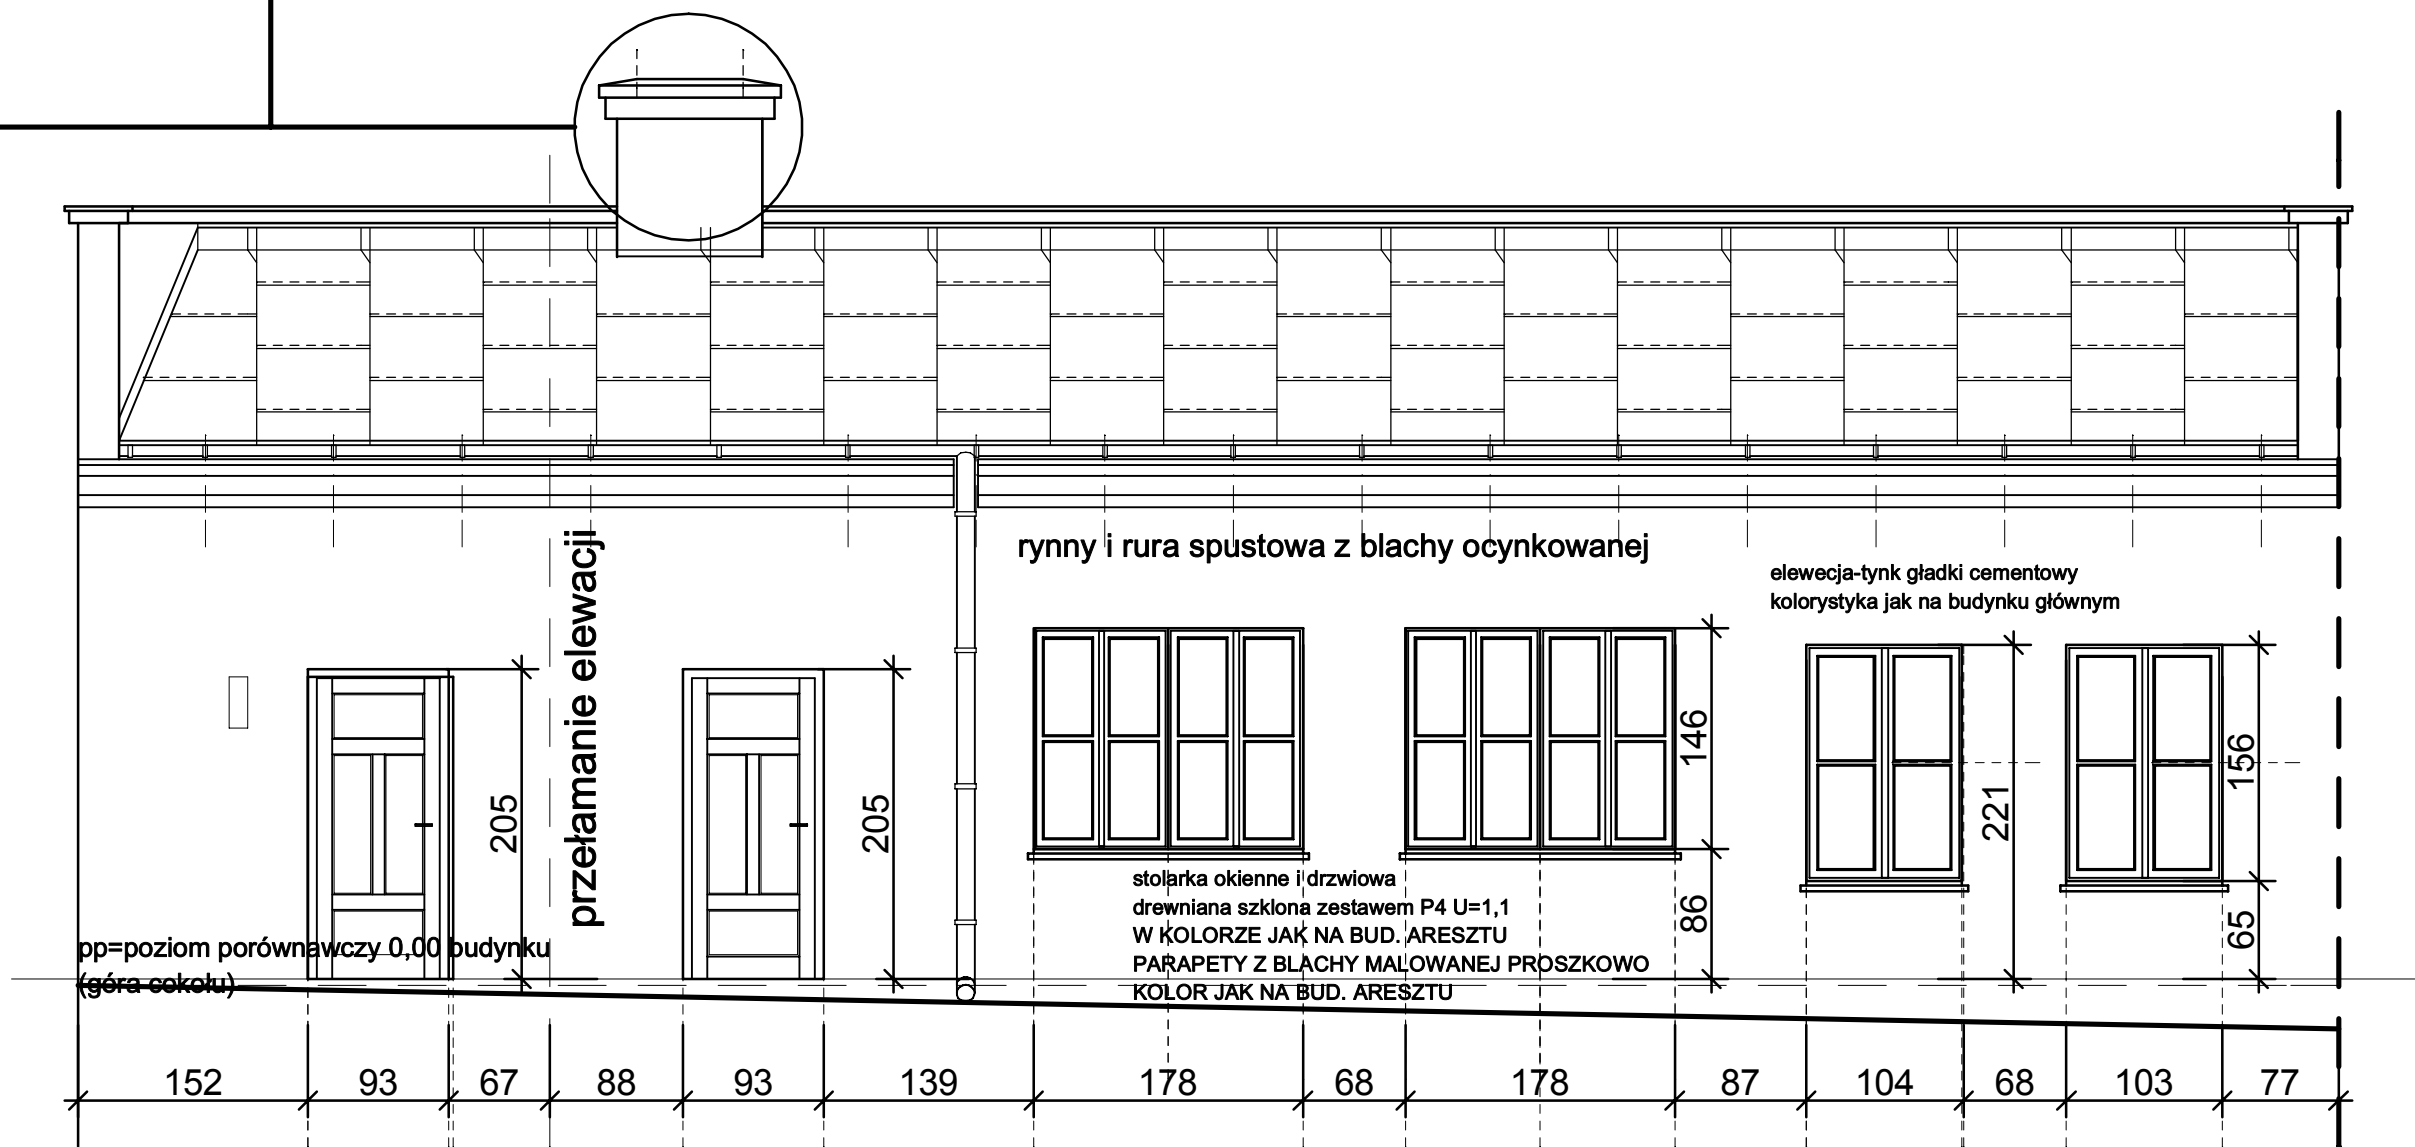 rynny i rura spustowa z blachy ocynkowanej
elewecja-tynk gładki cementowy
kolorystyka jak na budynku głównym
przełamanie elewacji
205
205
146
86
221
156
65
stolarka okienne i drzwiowa
drewniana szklona zestawem P4 U=1,1
W KOLORZE JAK NA BUD. ARESZTU
PARAPETY Z BLACHY MALOWANEJ PROSZKOWO
KOLOR JAK NA BUD. ARESZTU
pp=poziom porównawczy 0,00 budynku
(góra cokołu)
152 93 67 88 93 139 178 68 178 87 104 68 103 77